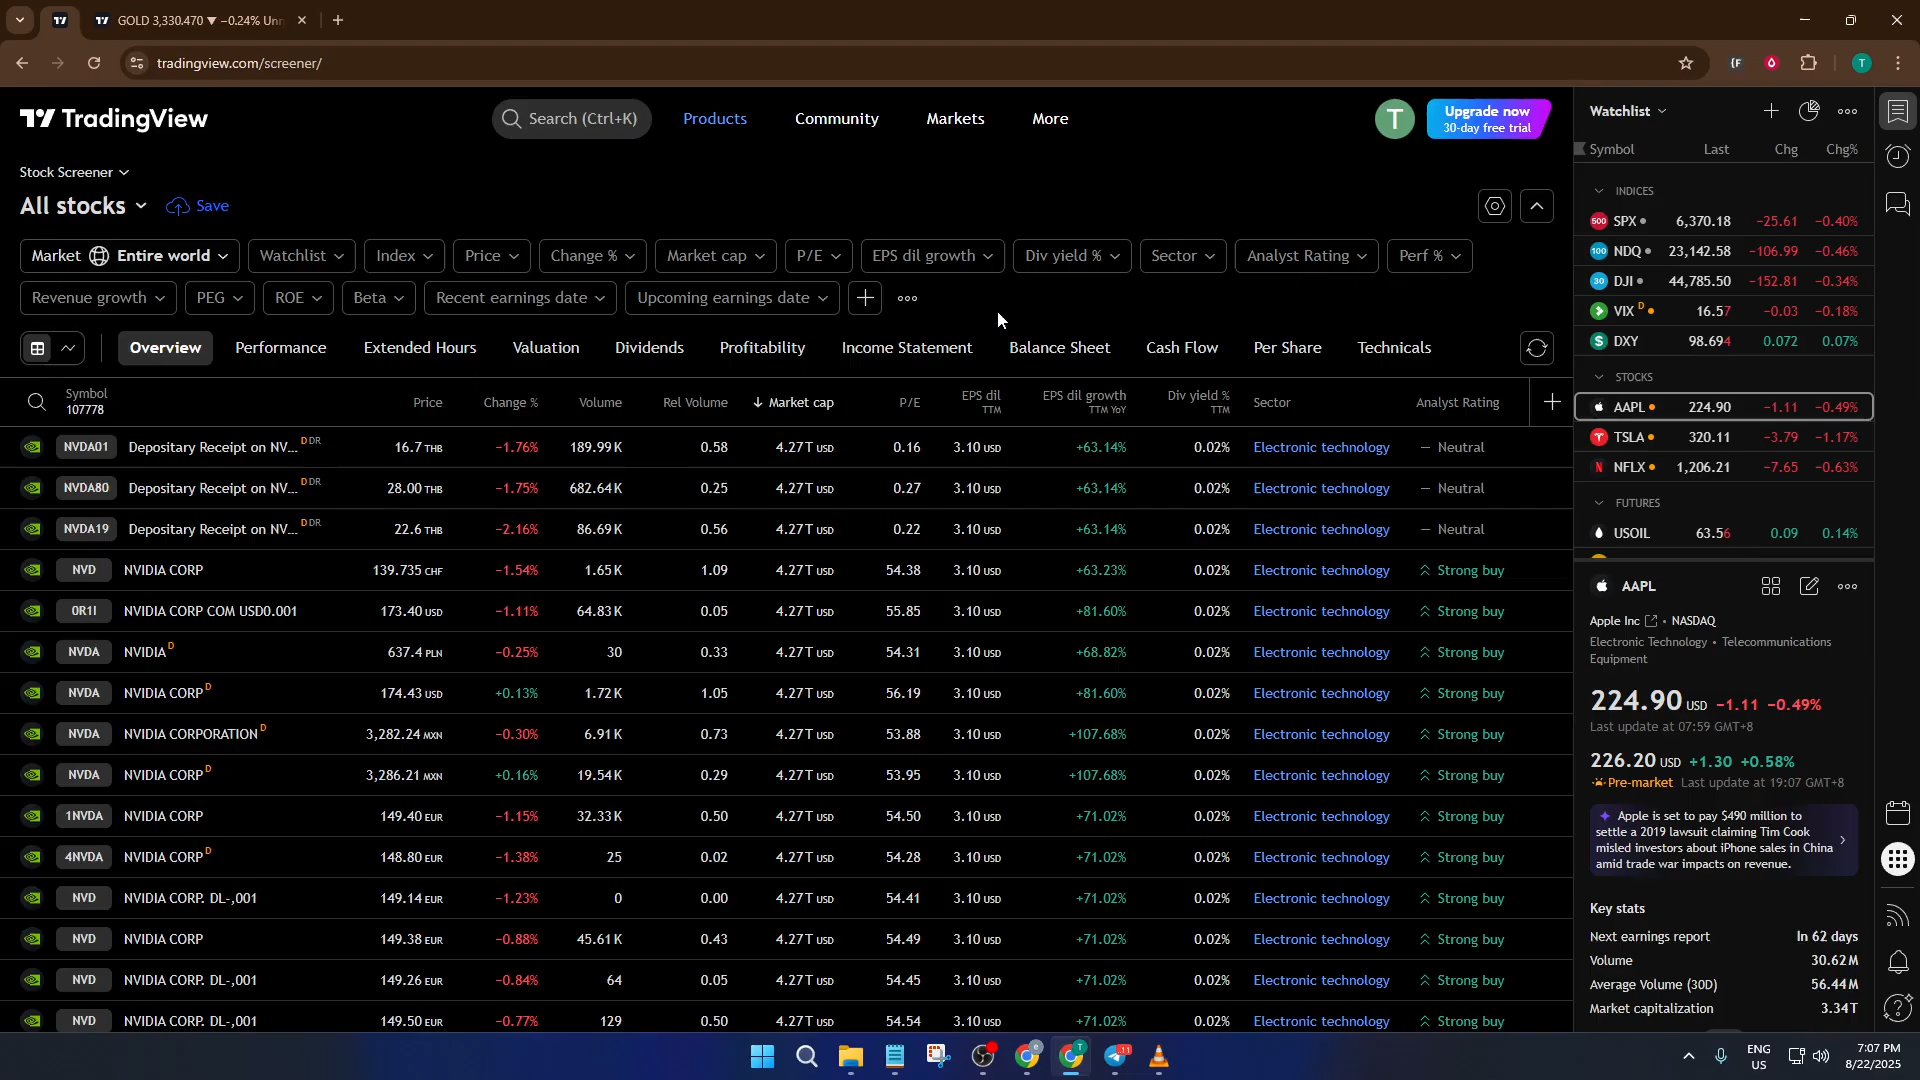 GOLD 3,330.470 ▼ −0.24% Unn
tradingview.com/screener/
T
TradingView
Search (Ctrl+K)
Products
Community
Markets
More
T
Upgrade now
30-day free trial
Stock Screener
All stocks
Save
Market Entire world
Watchlist
Index
Price
Change %
Market cap
P/E
EPS dil growth
Div yield %
Sector
Analyst Rating
Perf %
Revenue growth
PEG
ROE
Beta
Recent earnings date
Upcoming earnings date
Overview
Performance
Extended Hours
Valuation
Dividends
Profitability
Income Statement
Balance Sheet
Cash Flow
Per Share
Technicals
Symbol 107778 Price Change % Volume Rel Volume ↓ Market cap P/E EPS dil TTM EPS dil growth TTM YoY Div yield % TTM Sector Analyst Rating
NVDA01 Depositary Receipt on NV... D DR 16.7 THB −1.76% 189.99 K 0.58 4.27 T USD 0.16 3.10 USD +63.14% 0.02% Electronic technology — Neutral
NVDA80 Depositary Receipt on NV... D DR 28.00 THB −1.75% 682.64 K 0.25 4.27 T USD 0.27 3.10 USD +63.14% 0.02% Electronic technology — Neutral
NVDA19 Depositary Receipt on NV... D DR 22.6 THB −2.16% 86.69 K 0.56 4.27 T USD 0.22 3.10 USD +63.14% 0.02% Electronic technology — Neutral
NVD NVIDIA CORP 139.735 CHF −1.54% 1.65 K 1.09 4.27 T USD 54.38 3.10 USD +63.23% 0.02% Electronic technology Strong buy
0R1I NVIDIA CORP COM USD0.001 173.40 USD −1.11% 64.83 K 0.05 4.27 T USD 55.85 3.10 USD +81.60% 0.02% Electronic technology Strong buy
NVDA NVIDIA D 637.4 PLN −0.25% 30 0.33 4.27 T USD 54.31 3.10 USD +68.82% 0.02% Electronic technology Strong buy
NVDA NVIDIA CORP D 174.43 USD +0.13% 1.72 K 1.05 4.27 T USD 56.19 3.10 USD +81.60% 0.02% Electronic technology Strong buy
NVDA NVIDIA CORPORATION D 3,282.24 MXN −0.30% 6.91 K 0.73 4.27 T USD 53.88 3.10 USD +107.68% 0.02% Electronic technology Strong buy
NVDA NVIDIA CORP D 3,286.21 MXN +0.16% 19.54 K 0.29 4.27 T USD 53.95 3.10 USD +107.68% 0.02% Electronic technology Strong buy
1NVDA NVIDIA CORP 149.40 EUR −1.15% 32.33 K 0.50 4.27 T USD 54.50 3.10 USD +71.02% 0.02% Electronic technology Strong buy
4NVDA NVIDIA CORP D 148.80 EUR −1.38% 25 0.02 4.27 T USD 54.28 3.10 USD +71.02% 0.02% Electronic technology Strong buy
NVD NVIDIA CORP. DL-,001 149.14 EUR −1.23% 0 0.00 4.27 T USD 54.41 3.10 USD +71.02% 0.02% Electronic technology Strong buy
NVD NVIDIA CORP 149.38 EUR −0.88% 45.61 K 0.43 4.27 T USD 54.49 3.10 USD +71.02% 0.02% Electronic technology Strong buy
NVD NVIDIA CORP. DL-,001 149.26 EUR −0.84% 64 0.05 4.27 T USD 54.45 3.10 USD +71.02% 0.02% Electronic technology Strong buy
NVD NVIDIA CORP. DL-,001 149.50 EUR −0.77% 129 0.50 4.27 T USD 54.54 3.10 USD +71.02% 0.02% Electronic technology Strong buy
Watchlist
Symbol Last Chg Chg%
INDICES
500 SPX 6,370.18 −25.61 −0.40%
100 NDQ 23,142.58 −106.99 −0.46%
30 DJI 44,785.50 −152.81 −0.34%
VIX D 16.57 −0.03 −0.18%
DXY 98.694 0.072 0.07%
STOCKS
AAPL 224.90 −1.11 −0.49%
TSLA 320.11 −3.79 −1.17%
NFLX 1,206.21 −7.65 −0.63%
FUTURES
USOIL 63.56 0.09 0.14%
AAPL
Apple Inc • NASDAQ
Electronic Technology • Telecommunications
Equipment
224.90 USD −1.11 −0.49%
Last update at 07:59 GMT+8
226.20 USD +1.30 +0.58%
Pre-market Last update at 19:07 GMT+8
Apple is set to pay $490 million to
settle a 2019 lawsuit claiming Tim Cook
misled investors about iPhone sales in China
amid trade war impacts on revenue.
Key stats
Next earnings report In 62 days
Volume 30.62 M
Average Volume (30D) 56.44 M
Market capitalization 3.34 T
ENG
US
7:07 PM
8/22/2025